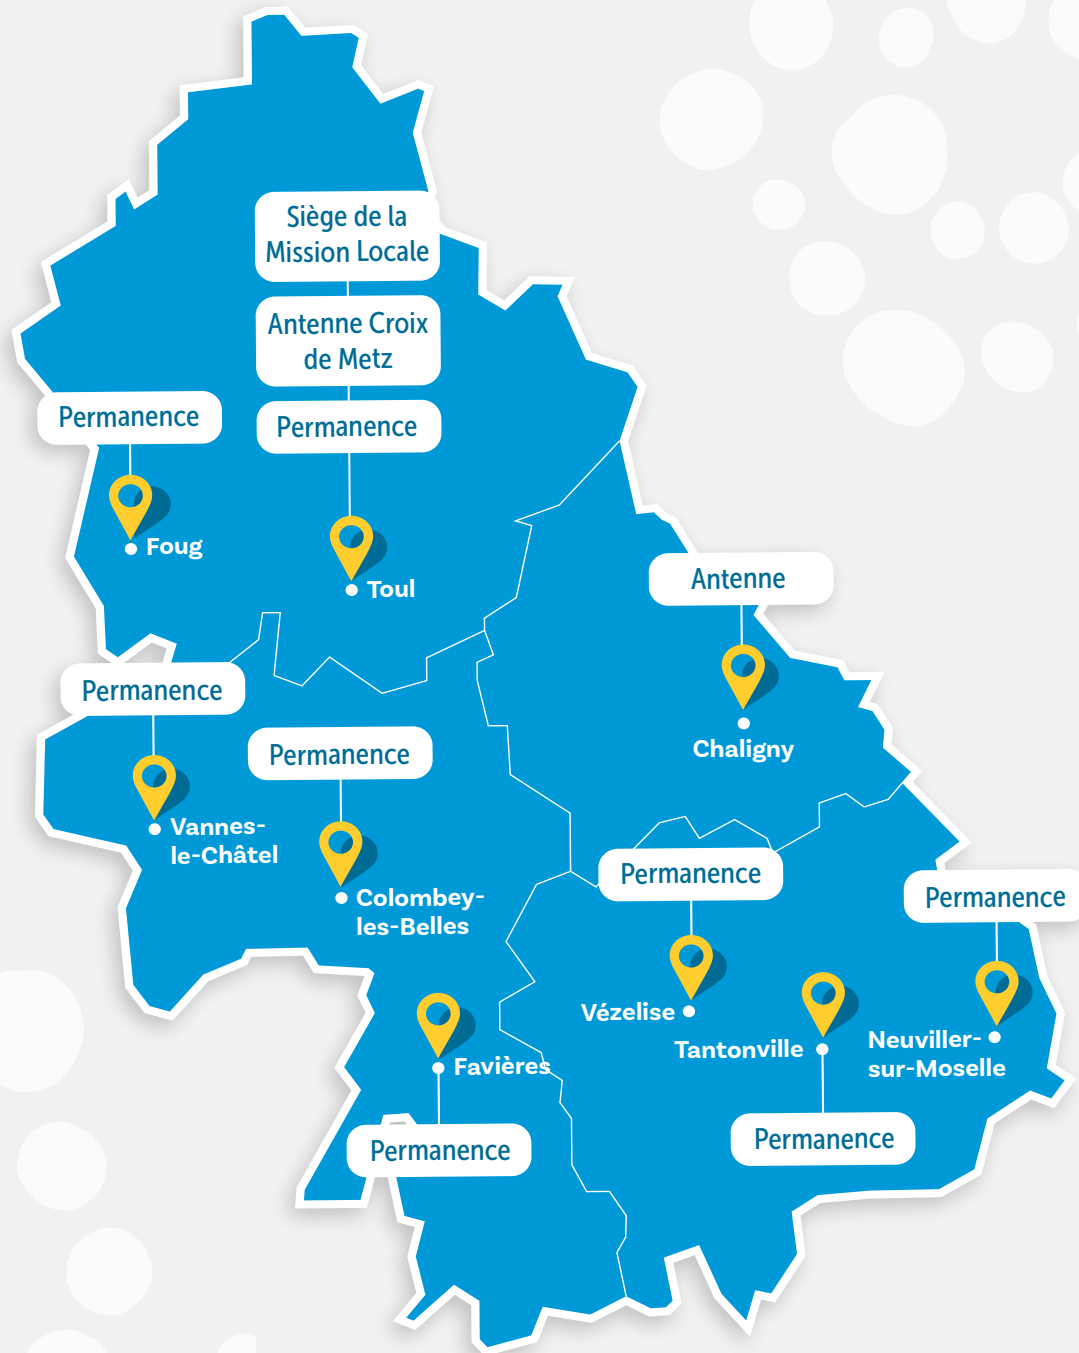 Siège de la
Mission Locale
Antenne Croix
de Metz
Permanence
Toul
Permanence
Foug
Antenne
Chaligny
Permanence
Vannes-
le-Châtel
Permanence
Colombey-
les-Belles
Permanence
Vézelise
Permanence
Neuviller-
sur-Moselle
Tantonville
Permanence
Favières
Permanence